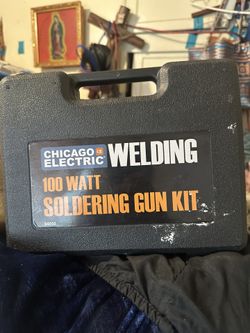 CHICAGO ELECTRIC WELDING
100 WATT
SOLDERING GUN KIT